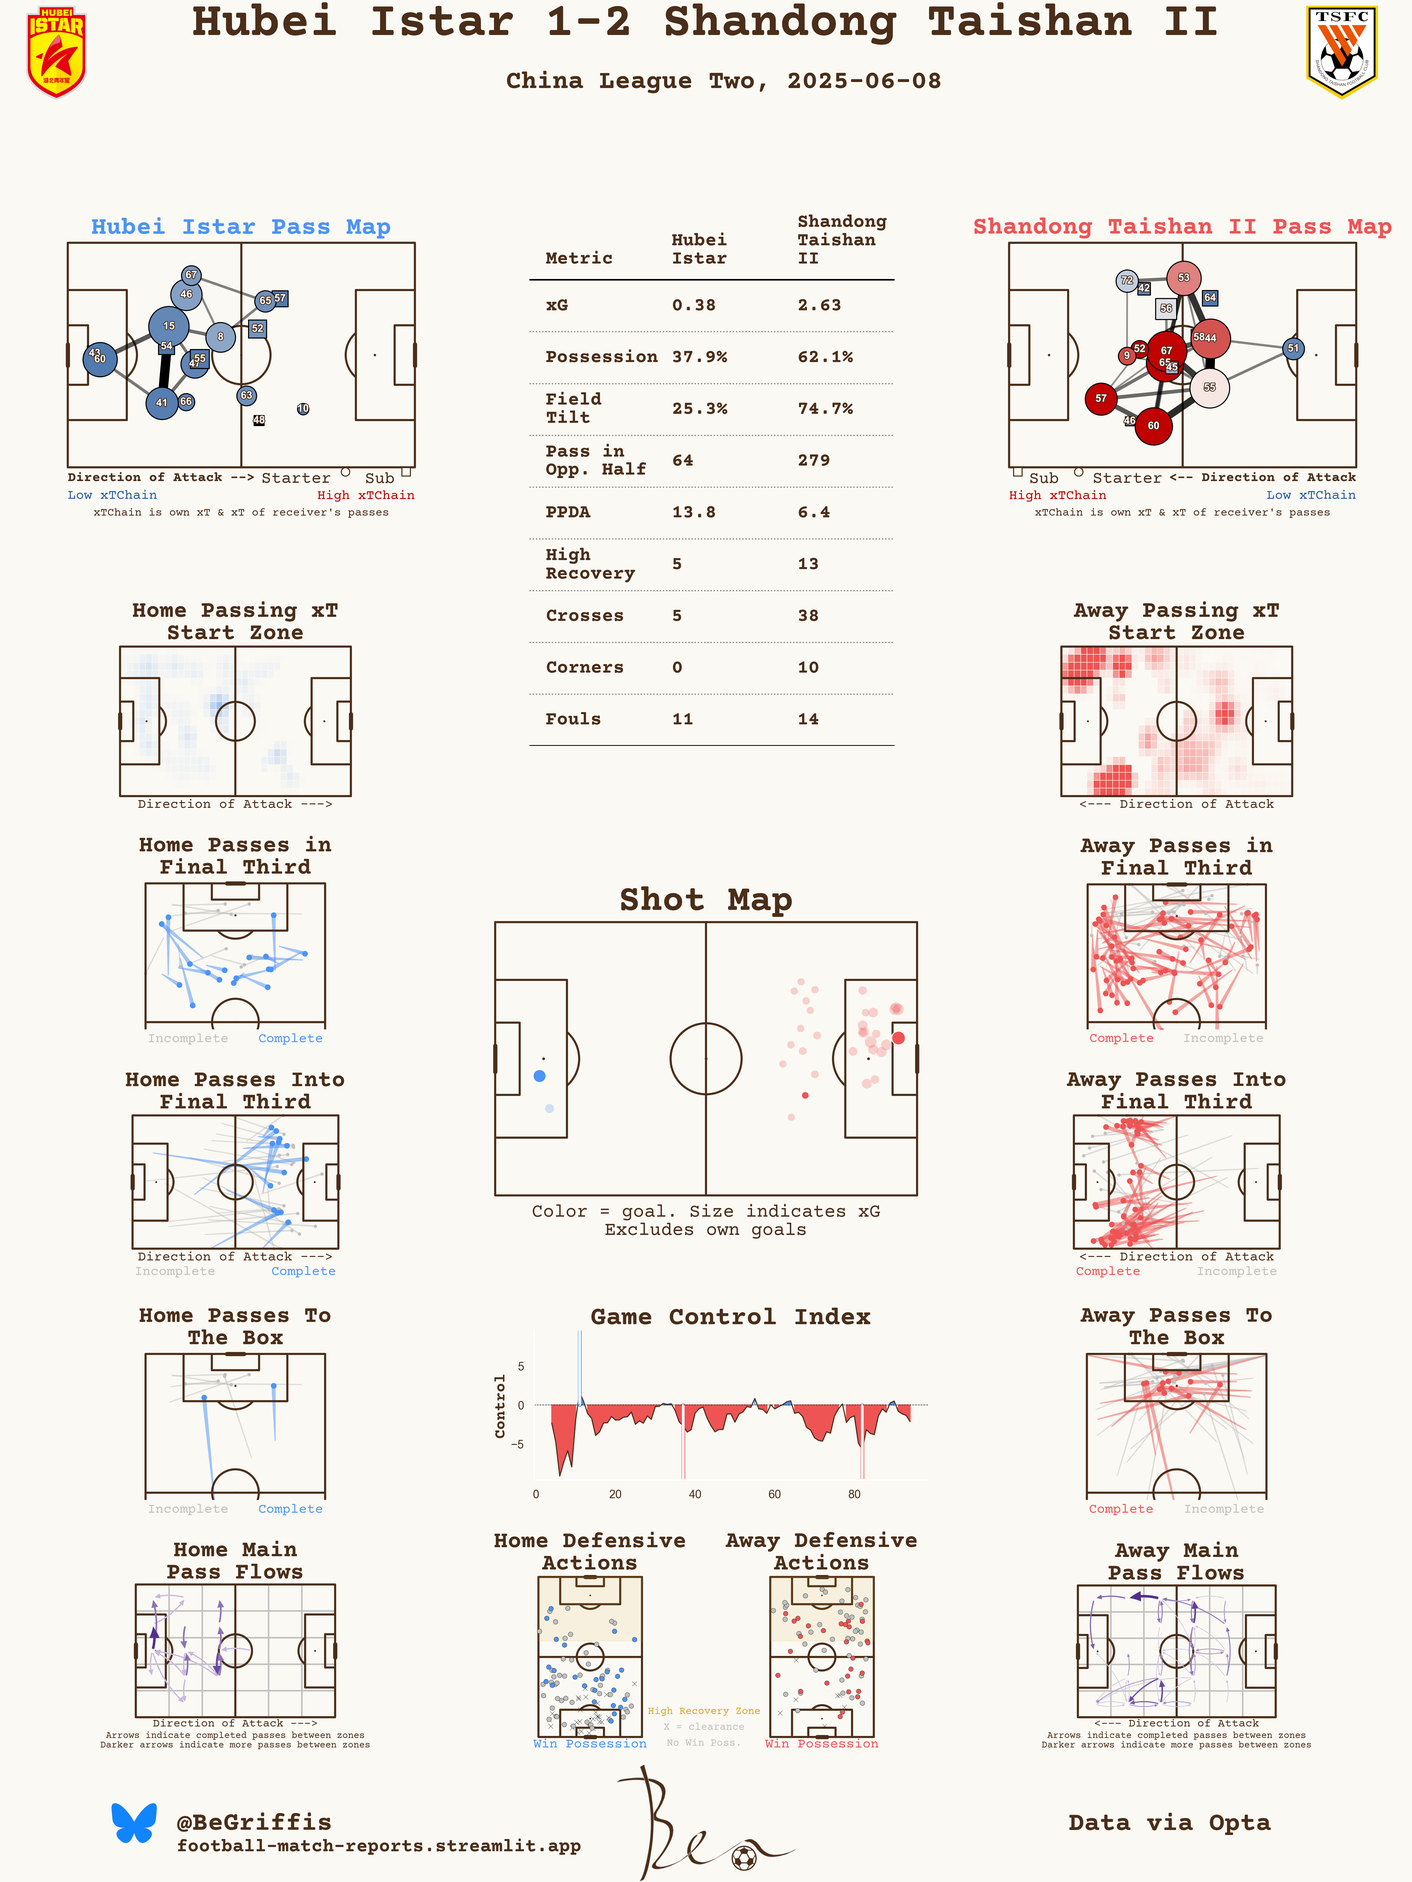 Hubei Istar 1-2 Shandong Taishan II
China League Two, 2025-06-08
HUBEI
ISTAR
湖北青年星
TSFC
Hubei Istar Pass Map
67
46
65
57
15
8
52
54
43
60
55
47
41
66
63
10
48
Direction of Attack --> Starter Sub
Low xTChain High xTChain
xTChain is own xT & xT of receiver's passes
Metric Hubei Istar Shandong Taishan II
xG 0.38 2.63
Possession 37.9% 62.1%
Field Tilt 25.3% 74.7%
Pass in Opp. Half 64 279
PPDA 13.8 6.4
High Recovery 5 13
Crosses 5 38
Corners 0 10
Fouls 11 14
Shandong Taishan II Pass Map
72
42
53
64
56
58
44
52
67
9
65
45
51
55
57
46
60
Sub Starter <-- Direction of Attack
High xTChain Low xTChain
xTChain is own xT & xT of receiver's passes
Home Passing xT
Start Zone
Direction of Attack --->
Away Passing xT
Start Zone
<--- Direction of Attack
Home Passes in
Final Third
Incomplete Complete
Away Passes in
Final Third
Complete Incomplete
Shot Map
Color = goal. Size indicates xG
Excludes own goals
Home Passes Into
Final Third
Direction of Attack --->
Incomplete Complete
Away Passes Into
Final Third
<--- Direction of Attack
Complete Incomplete
Home Passes To
The Box
Incomplete Complete
Game Control Index
Control
5
0
−5
0 20 40 60 80
Away Passes To
The Box
Complete Incomplete
Home Main
Pass Flows
Direction of Attack --->
Arrows indicate completed passes between zones
Darker arrows indicate more passes between zones
Home Defensive
Actions
Win Possession
High Recovery Zone
X = clearance
No Win Poss.
Away Defensive
Actions
Win Possession
Away Main
Pass Flows
<--- Direction of Attack
Arrows indicate completed passes between zones
Darker arrows indicate more passes between zones
@BeGriffis
football-match-reports.streamlit.app
Ben
Data via Opta